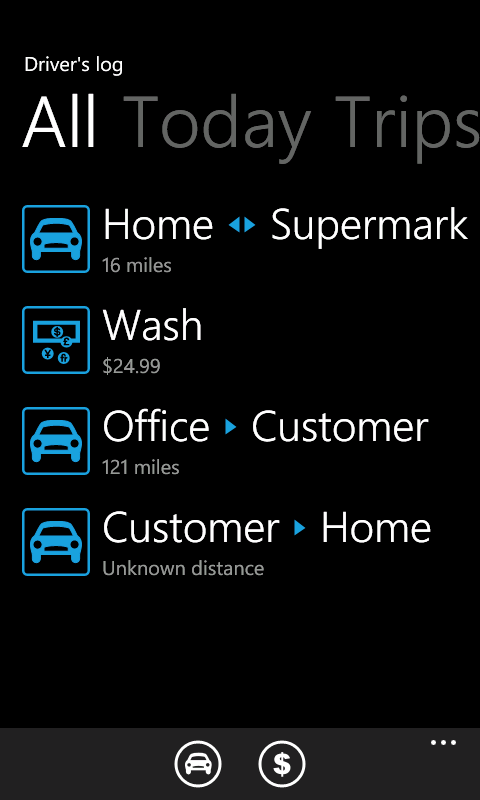 Driver's log
All Today Trips
Home Supermark
16 miles
Wash
$24.99
Office Customer
121 miles
Customer Home
Unknown distance